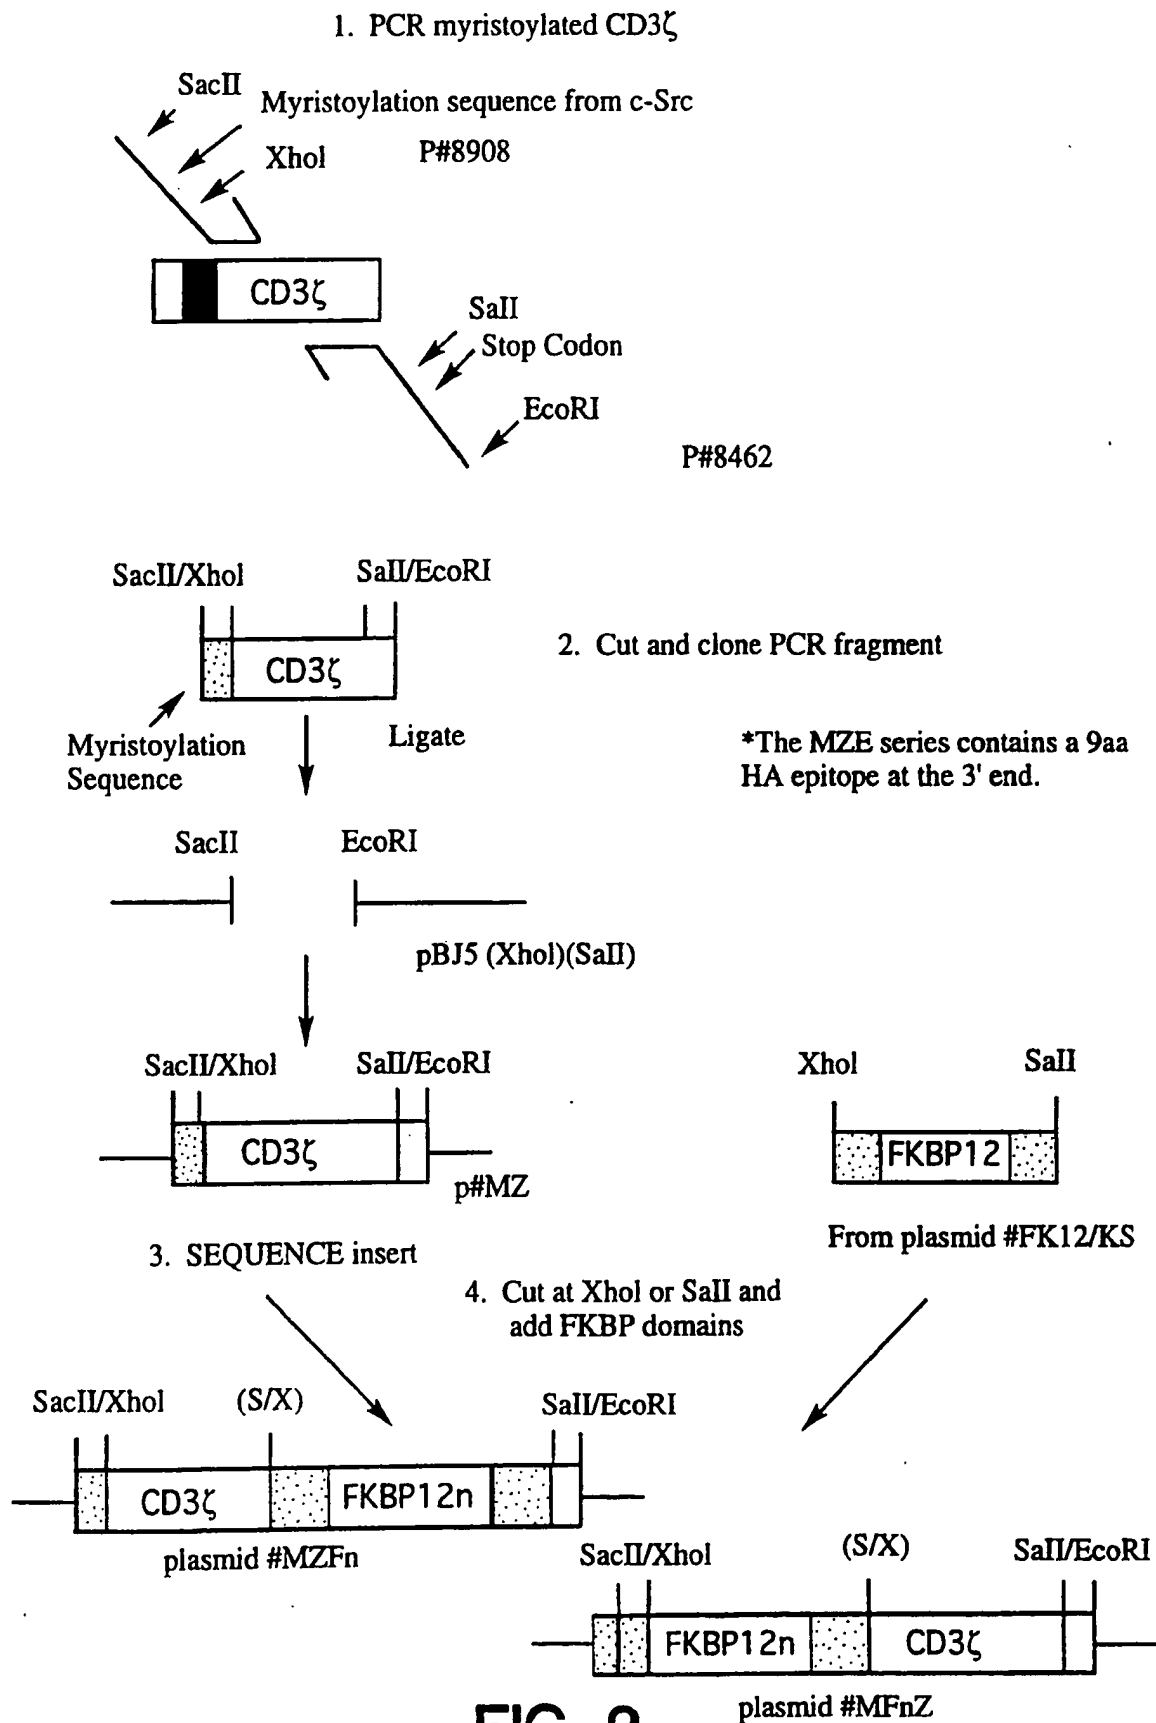 1. PCR myristoylated CD3ζ
SacII
Myristoylation sequence from c-Src
XhoI
P#8908
CD3ζ
SalI
Stop Codon
EcoRI
P#8462
SacII/XhoI
SalI/EcoRI
CD3ζ
2. Cut and clone PCR fragment
Myristoylation
Sequence
Ligate
*The MZE series contains a 9aa
HA epitope at the 3' end.
SacII
EcoRI
pBJ5 (XhoI)(SalI)
SacII/XhoI
SalI/EcoRI
CD3ζ
p#MZ
XhoI
SalI
FKBP12
From plasmid #FK12/KS
3. SEQUENCE insert
4. Cut at XhoI or SalI and
add FKBP domains
SacII/XhoI
(S/X)
SalI/EcoRI
CD3ζ
FKBP12n
plasmid #MZFn
SacII/XhoI
(S/X)
SalI/EcoRI
FKBP12n
CD3ζ
plasmid #MFnZ